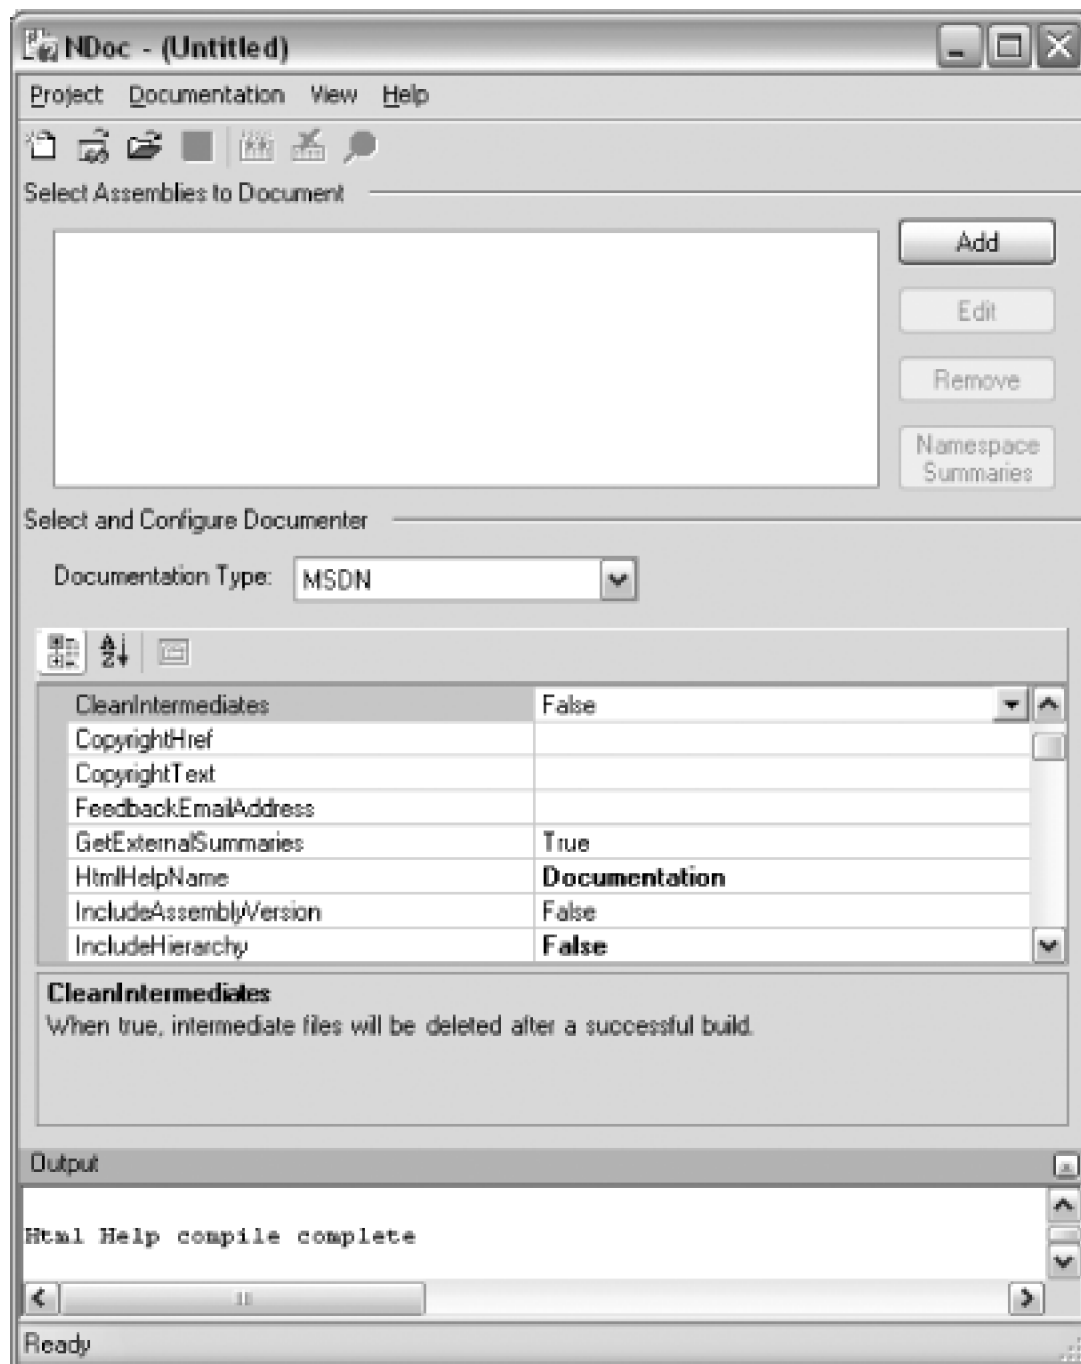 NDoc - (Untitled)
Project Documentation View Help
Select Assemblies to Document
Add
Edit
Remove
Namespace
Summaries
Select and Configure Documenter
Documentation Type: MSDN
CleanIntermediates False
CopyrightHref
CopyrightText
FeedbackEmailAddress
GetExternalSummaries True
HtmlHelpName Documentation
IncludeAssemblyVersion False
IncludeHierarchy False
CleanIntermediates
When true, intermediate files will be deleted after a successful build.
Output
Html Help compile complete
Ready